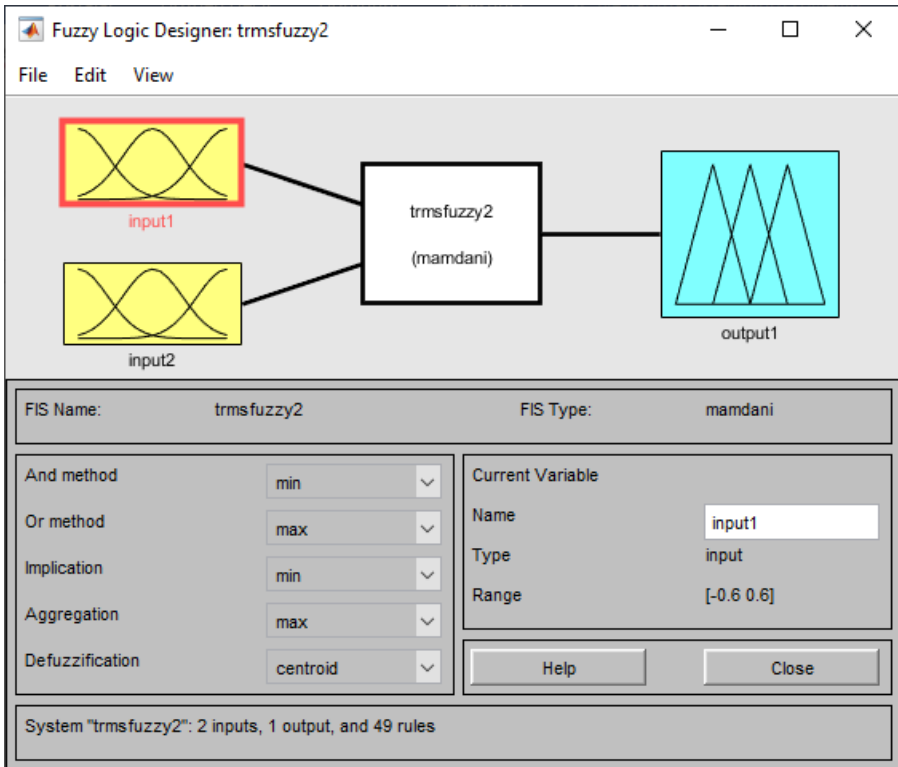 Fuzzy Logic Designer: trmsfuzzy2
File Edit View
input1
trmsfuzzy2
(mamdani)
input2
output1
FIS Name: trmsfuzzy2 FIS Type: mamdani
And method min
Or method max
Implication min
Aggregation max
Defuzzification centroid
Current Variable
Name input1
Type input
Range [-0.6 0.6]
Help Close
System "trmsfuzzy2": 2 inputs, 1 output, and 49 rules